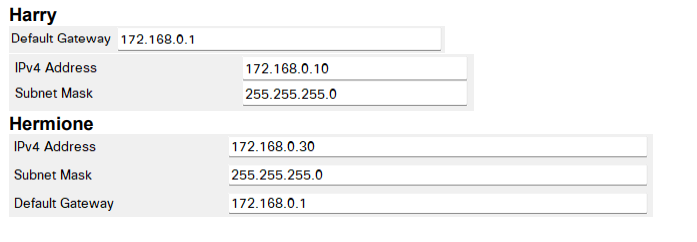 Harry
Default Gateway 172.168.0.1
IPv4 Address 172.168.0.10
Subnet Mask 255.255.255.0
Hermione
IPv4 Address 172.168.0.30
Subnet Mask 255.255.255.0
Default Gateway 172.168.0.1